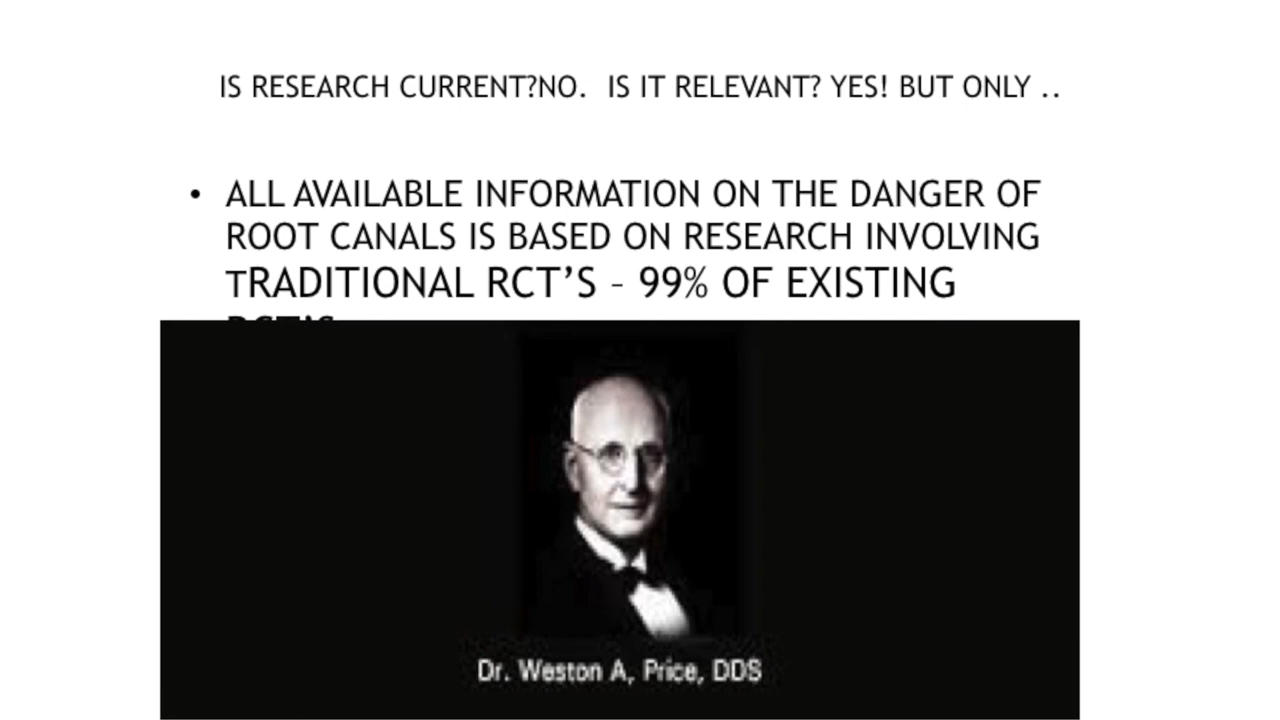 IS RESEARCH CURRENT?NO. IS IT RELEVANT? YES! BUT ONLY ..
• ALL AVAILABLE INFORMATION ON THE DANGER OF
ROOT CANALS IS BASED ON RESEARCH INVOLVING
TRADITIONAL RCT’S – 99% OF EXISTING
RCT’S
Dr. Weston A, Price, DDS